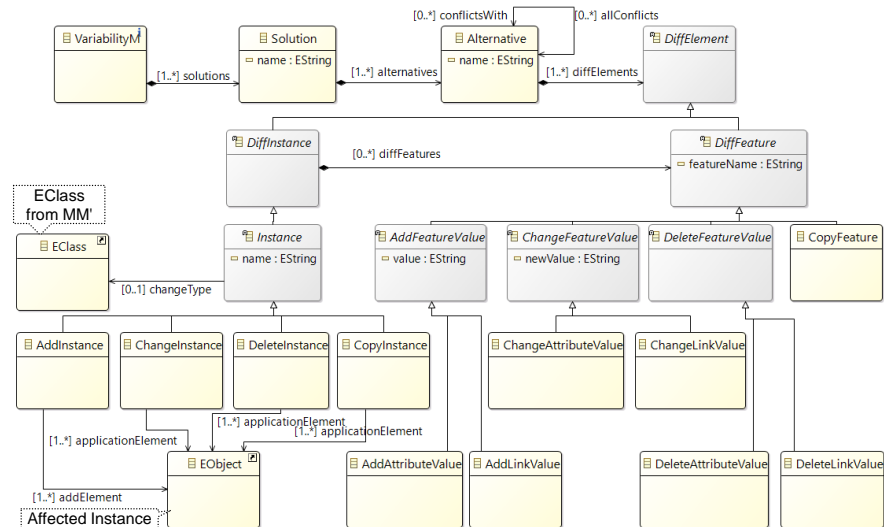 [0..*] conflictsWith
[0..*] allConflicts
VariabilityM
Solution
name : EString
Alternative
name : EString
DiffElement
[1..*] solutions
[1..*] alternatives
[1..*] diffElements
DiffInstance
[0..*] diffFeatures
DiffFeature
featureName : EString
EClass
from MM'
EClass
[0..1] changeType
Instance
name : EString
AddFeatureValue
value : EString
ChangeFeatureValue
newValue : EString
DeleteFeatureValue
CopyFeature
AddInstance
ChangeInstance
DeleteInstance
CopyInstance
ChangeAttributeValue
ChangeLinkValue
[1..*] applicationElement
[1..*] applicationElement
[1..*] applicationElement
EObject
AddAttributeValue
AddLinkValue
DeleteAttributeValue
DeleteLinkValue
[1..*] addElement
Affected Instance